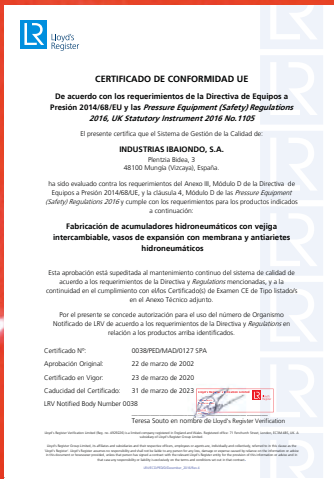 Lloyd's
Register
CERTIFICADO DE CONFORMIDAD UE
De acuerdo con los requerimientos de la Directiva de Equipos a
Presión 2014/68/EU y las Pressure Equipment (Safety) Regulations
2016, UK Statutory Instrument 2016 No.1105
El presente certifica que el Sistema de Gestión de la Calidad de:
INDUSTRIAS IBAIONDO, S.A.
Plentzia Bidea, 3
48100 Mungia (Vizcaya), España.
ha sido evaluado contra los requerimientos del Anexo III, Módulo D de la Directiva de
Equipos a Presión 2014/68/UE, y la cláusula 4, Módulo D de las Pressure Equipment
(Safety) Regulations 2016 y cumple con los requerimientos para los productos indicados
a continuación:
Fabricación de acumuladores hidroneumáticos con vejiga
intercambiable, vasos de expansión con membrana y antiarietes
hidroneumáticos
Esta aprobación está supeditada al mantenimiento continuo del sistema de calidad de
acuerdo a los requerimientos de la Directiva y Regulations mencionadas, y a la
continuidad en el cumplimiento con el/los Certificado(s) de Examen CE de Tipo listado/s
en el Anexo Técnico adjunto.
Por el presente se concede autorización para el uso del número de Organismo
Notificado de LRV de acuerdo a los requerimientos de la Directiva y Regulations en
relación a los productos arriba identificados.
Certificado Nº: 0038/PED/MAD/0127 SPA
Aprobación Original: 22 de marzo de 2002
Certificado en Vigor: 23 de marzo de 2020
Caducidad del Certificado: 31 de marzo de 2023
LRV Notified Body Number 0038
Teresa Souto en nombre de Lloyd's Register Verification